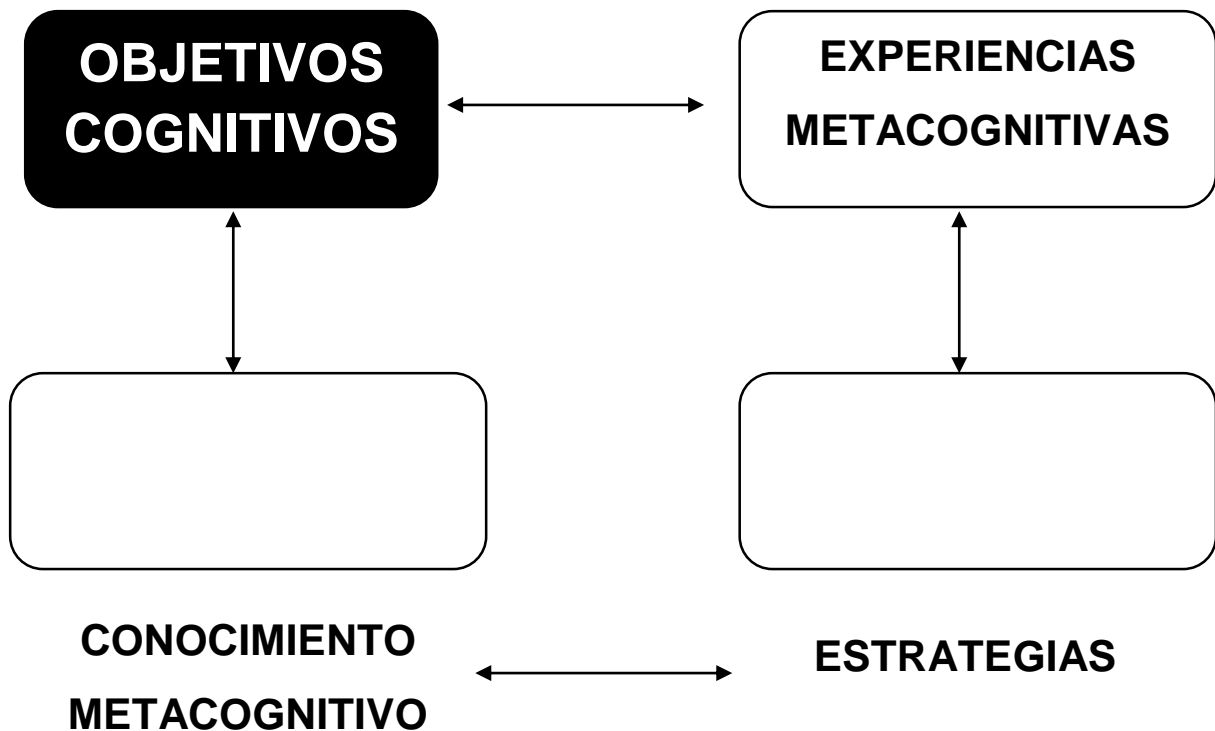 OBJETIVOS
COGNITIVOS
EXPERIENCIAS
METACOGNITIVAS
CONOCIMIENTO
METACOGNITIVO
ESTRATEGIAS